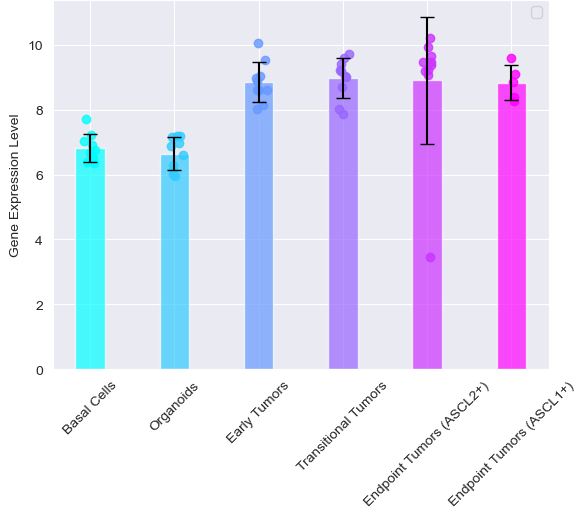 Gene Expression Level
10
8
6
4
2
0
Basal Cells
Organoids
Early Tumors
Transitional Tumors
Endpoint Tumors (ASCL2+)
Endpoint Tumors (ASCL1+)